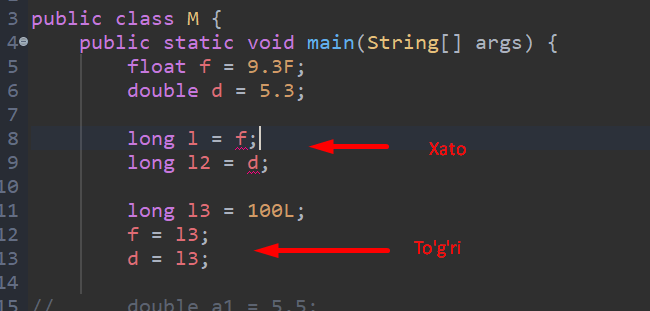 3 public class M {
4 public static void main(String[] args) {
5 float f = 9.3F;
6 double d = 5.3;
7
8 long l = f; Xato
9 long l2 = d;
10
11 long l3 = 100L;
12 f = l3; To'g'ri
13 d = l3;
14
15 // double a1 = 5.5;